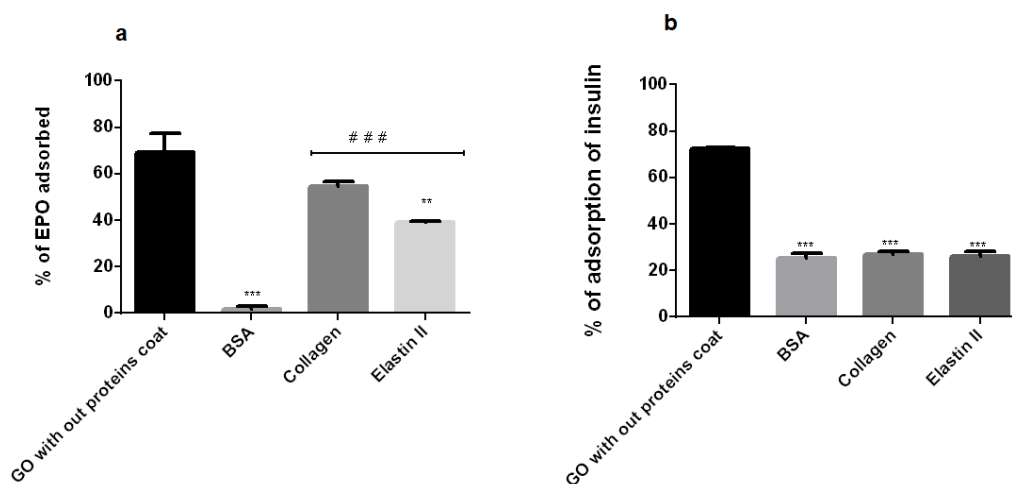 a
% of EPO adsorbed
100
80
60
40
20
0
# # #
**
***
GO with out proteins coat
BSA
Collagen
Elastin II
b
% of adsorption of insulin
100
80
60
40
20
0
***
***
***
GO with out proteins coat
BSA
Collagen
Elastin II